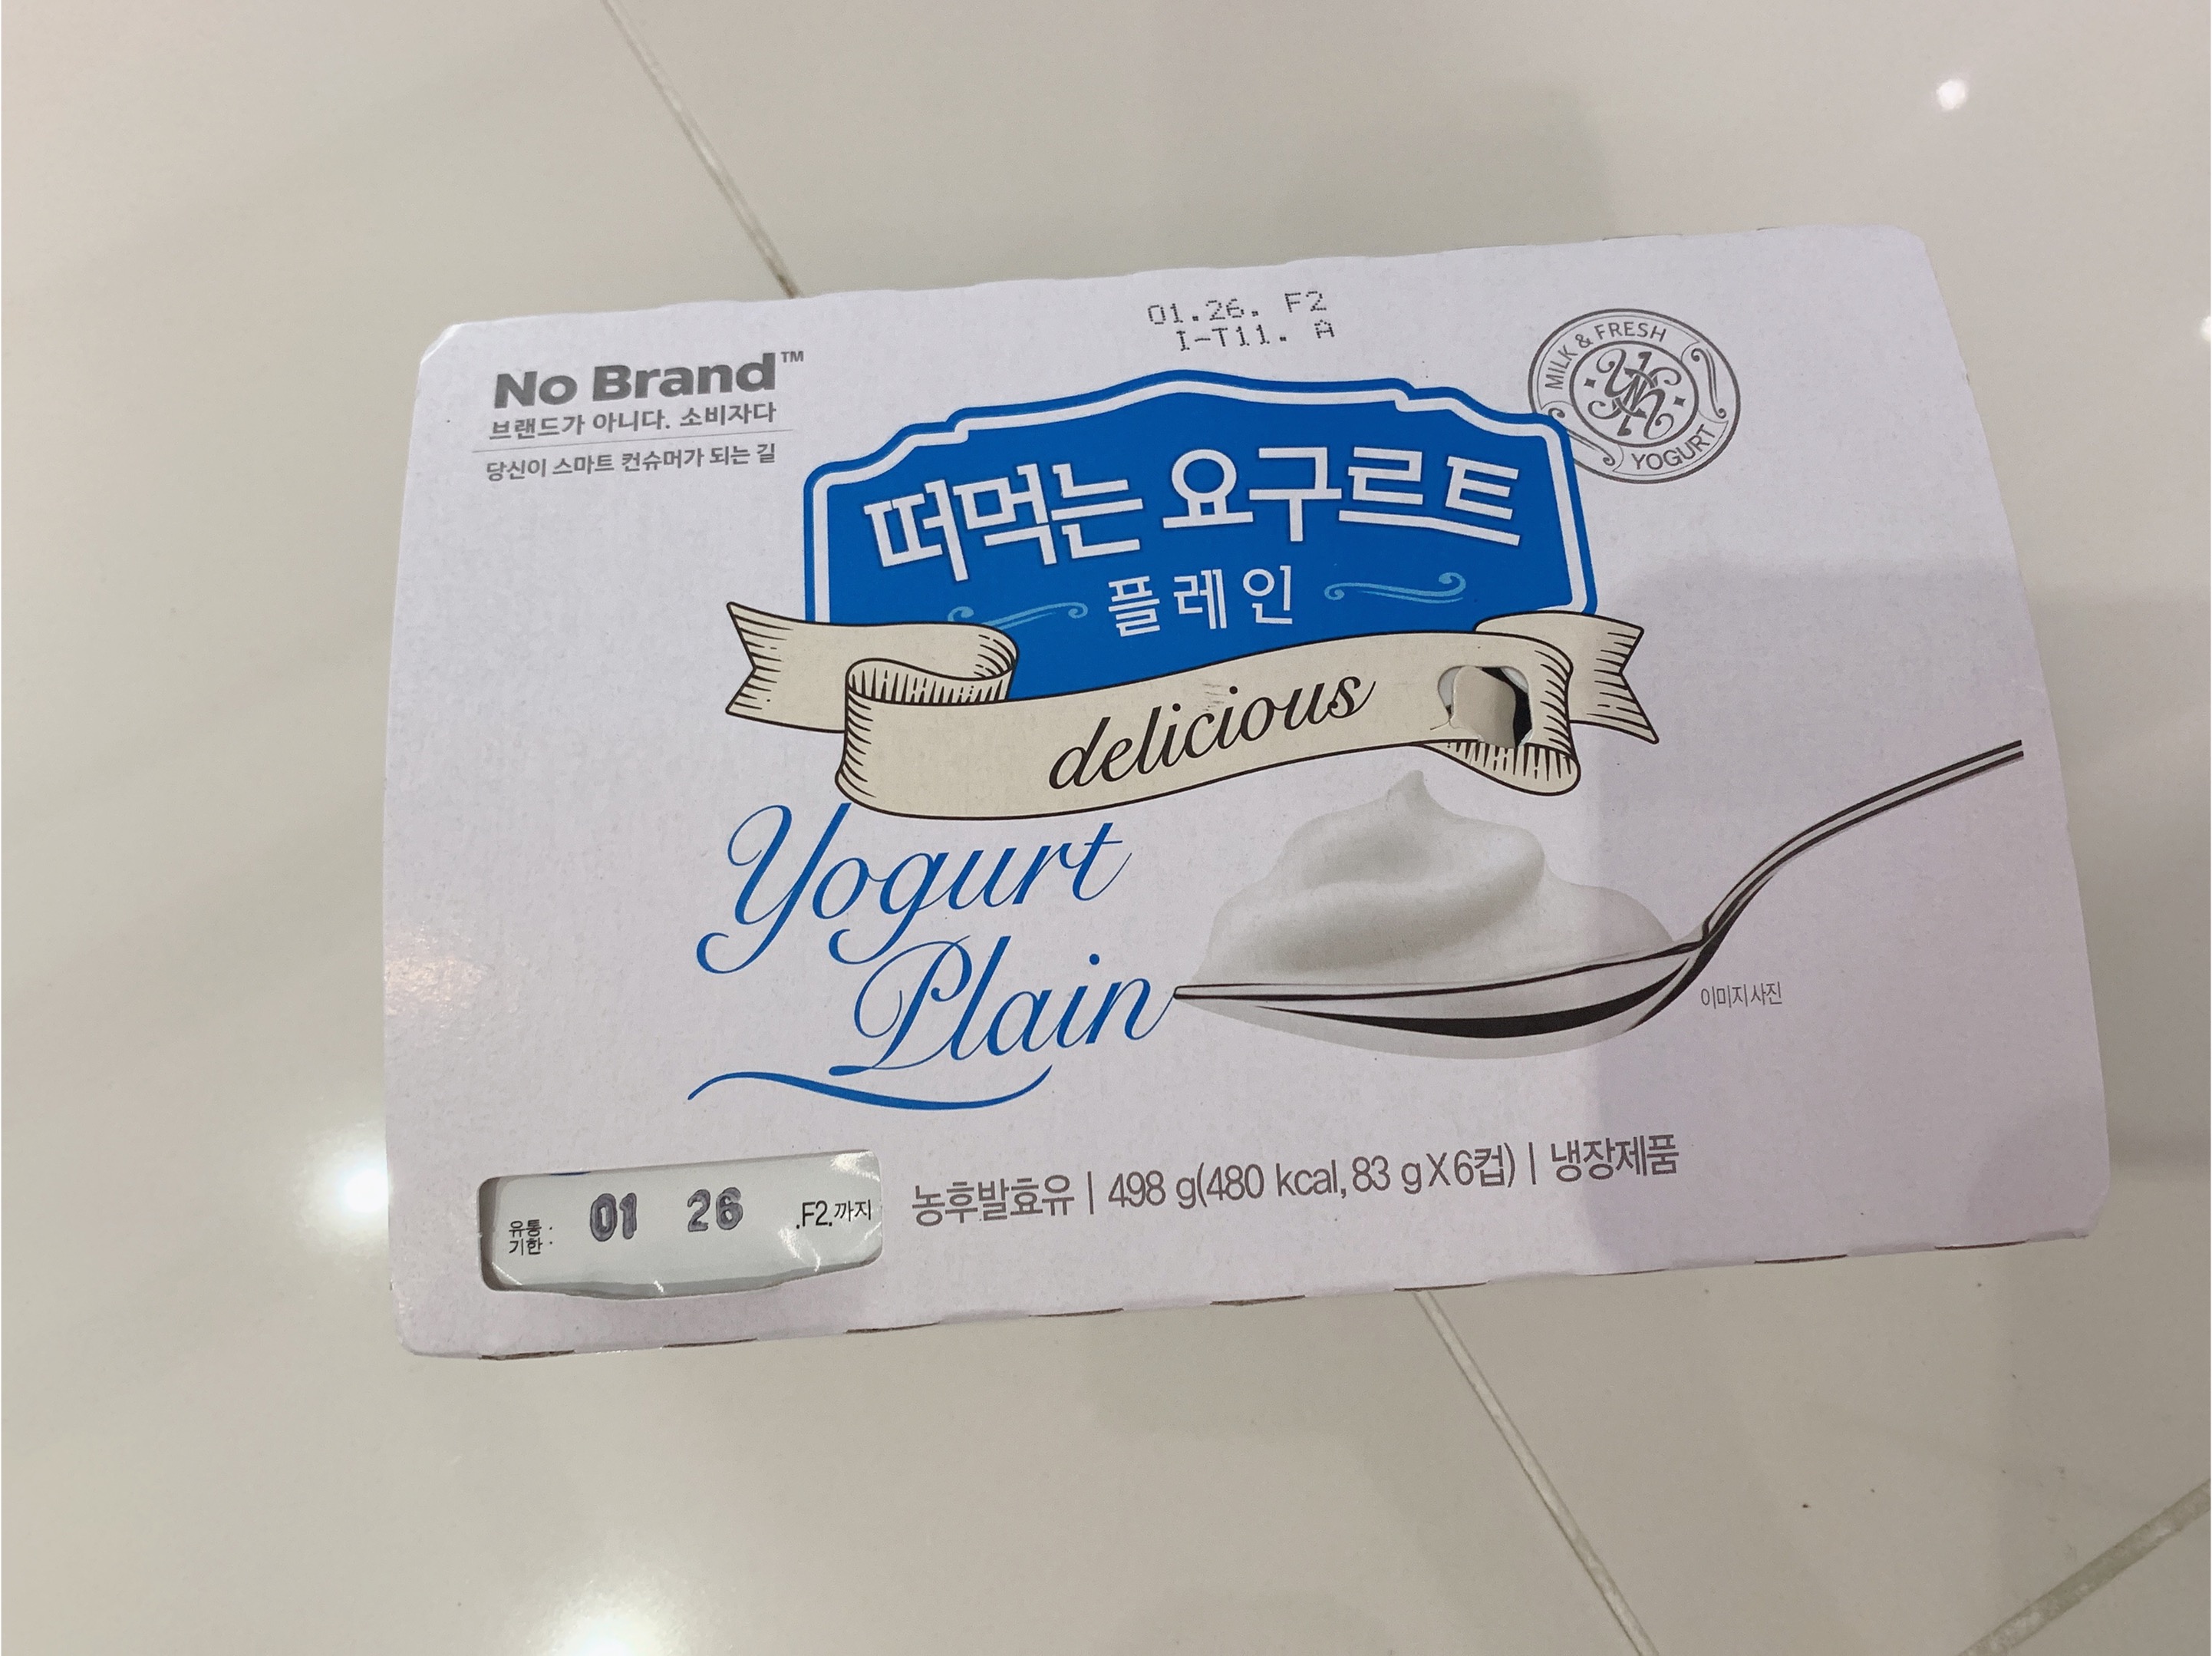 01.26. F2
I-T11. A
No Brand™
브랜드가 아니다. 소비자다
당신이 스마트 컨슈머가 되는 길
MILK & FRESH
YOGURT
떠먹는 요구르트
플레인
delicious
Yogurt
Plain
이미지사진
농후발효유 | 498 g(480 kcal, 83 g X 6컵) | 냉장제품
유통기한 : 01 26 .F2.까지